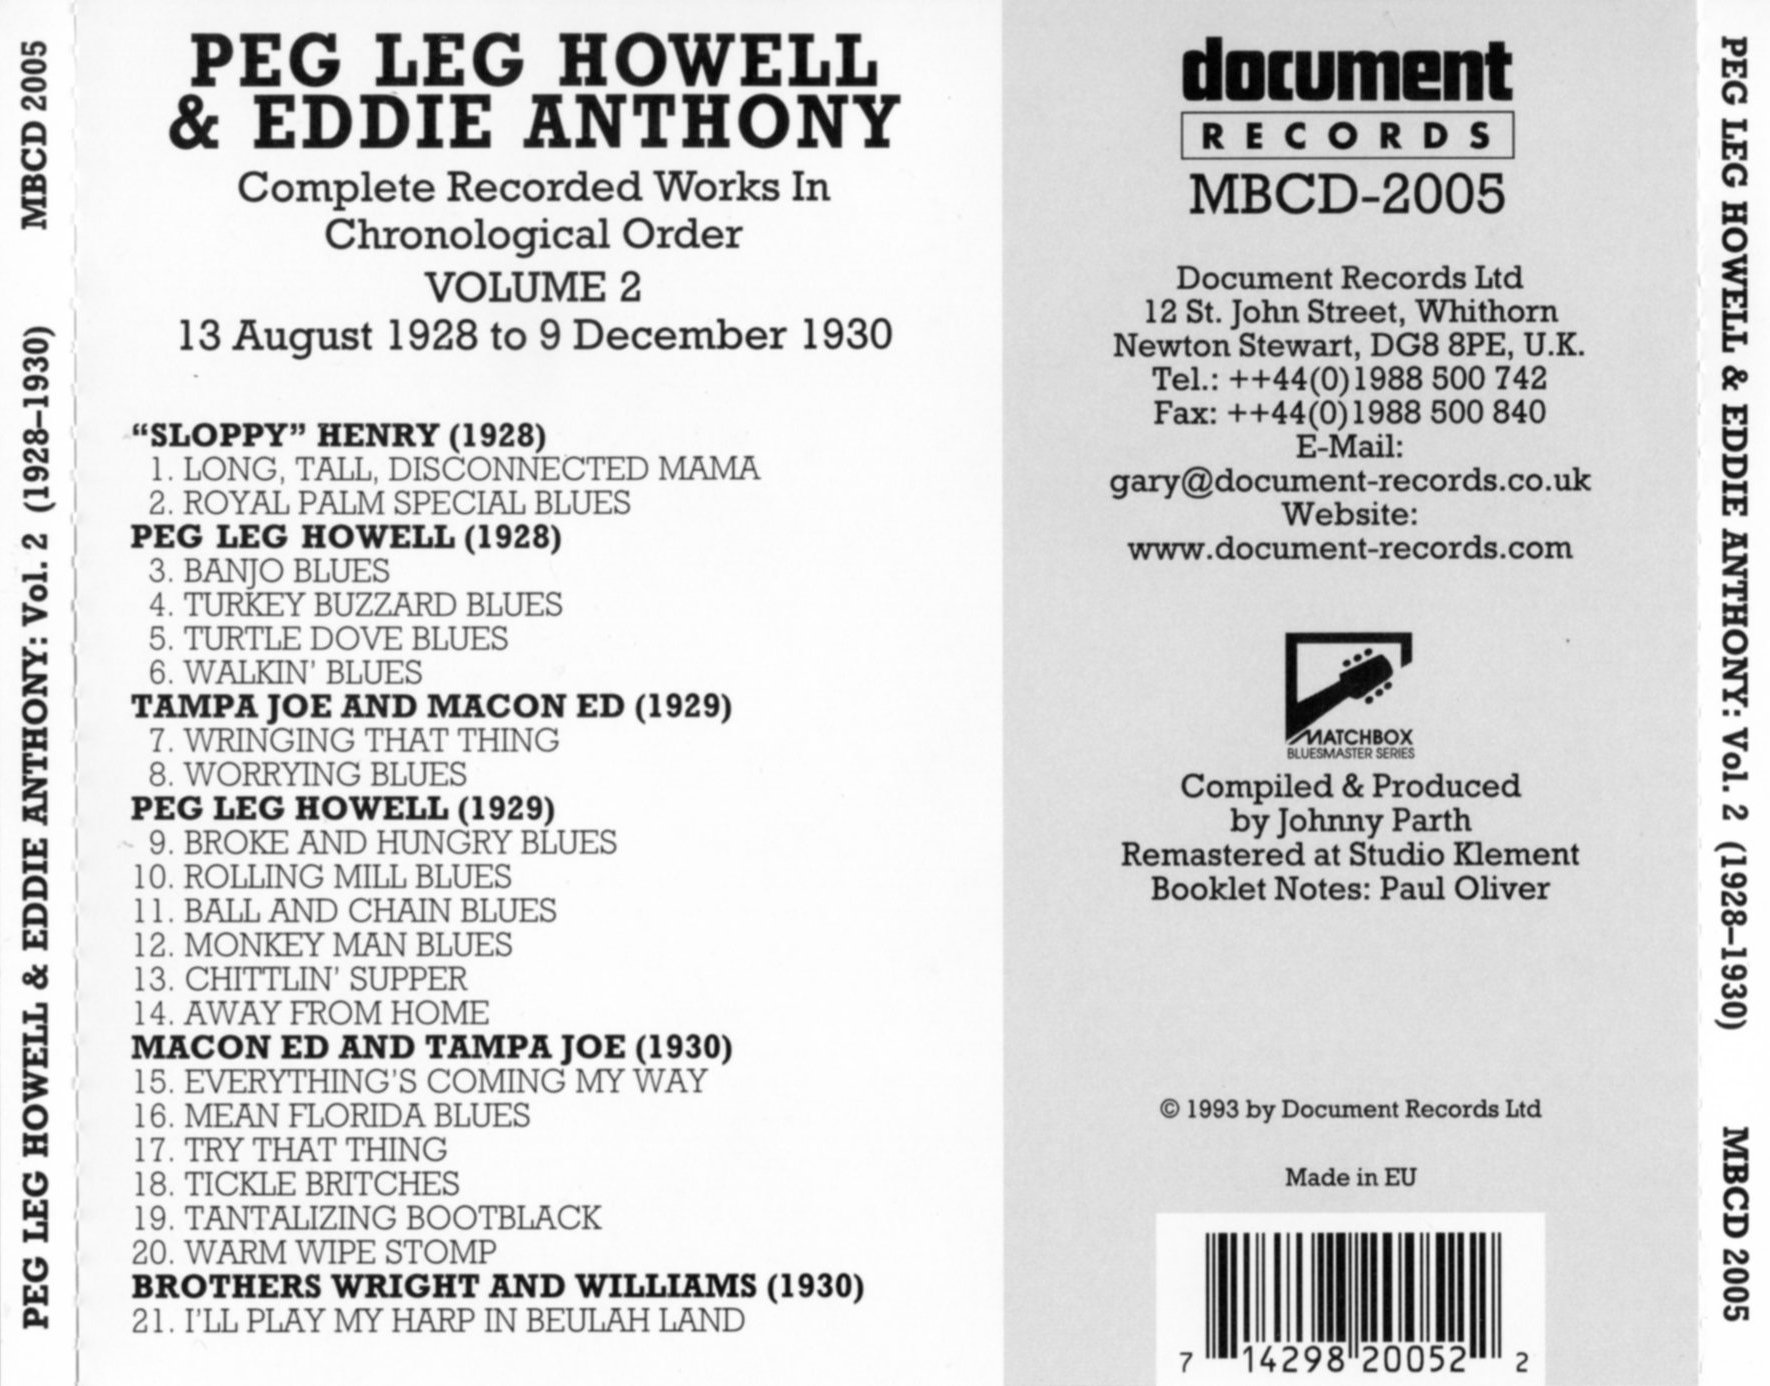 MBCD 2005
PEG LEG HOWELL & EDDIE ANTHONY: Vol. 2 (1928–1930)
PEG LEG HOWELL
& EDDIE ANTHONY
Complete Recorded Works In
Chronological Order
VOLUME 2
13 August 1928 to 9 December 1930
“SLOPPY” HENRY (1928)
1. LONG, TALL, DISCONNECTED MAMA
2. ROYAL PALM SPECIAL BLUES
PEG LEG HOWELL (1928)
3. BANJO BLUES
4. TURKEY BUZZARD BLUES
5. TURTLE DOVE BLUES
6. WALKIN' BLUES
TAMPA JOE AND MACON ED (1929)
7. WRINGING THAT THING
8. WORRYING BLUES
PEG LEG HOWELL (1929)
9. BROKE AND HUNGRY BLUES
10. ROLLING MILL BLUES
11. BALL AND CHAIN BLUES
12. MONKEY MAN BLUES
13. CHITTLIN' SUPPER
14. AWAY FROM HOME
MACON ED AND TAMPA JOE (1930)
15. EVERYTHING'S COMING MY WAY
16. MEAN FLORIDA BLUES
17. TRY THAT THING
18. TICKLE BRITCHES
19. TANTALIZING BOOTBLACK
20. WARM WIPE STOMP
BROTHERS WRIGHT AND WILLIAMS (1930)
21. I'LL PLAY MY HARP IN BEULAH LAND
document
RECORDS
MBCD-2005
Document Records Ltd
12 St. John Street, Whithorn
Newton Stewart, DG8 8PE, U.K.
Tel.: ++44(0)1988 500 742
Fax: ++44(0)1988 500 840
E-Mail:
gary@document-records.co.uk
Website:
www.document-records.com
MATCHBOX
BLUESMASTER SERIES
Compiled & Produced
by Johnny Parth
Remastered at Studio Klement
Booklet Notes: Paul Oliver
© 1993 by Document Records Ltd
Made in EU
7 14298 20052 2
PEG LEG HOWELL & EDDIE ANTHONY: Vol. 2 (1928–1930)
MBCD 2005